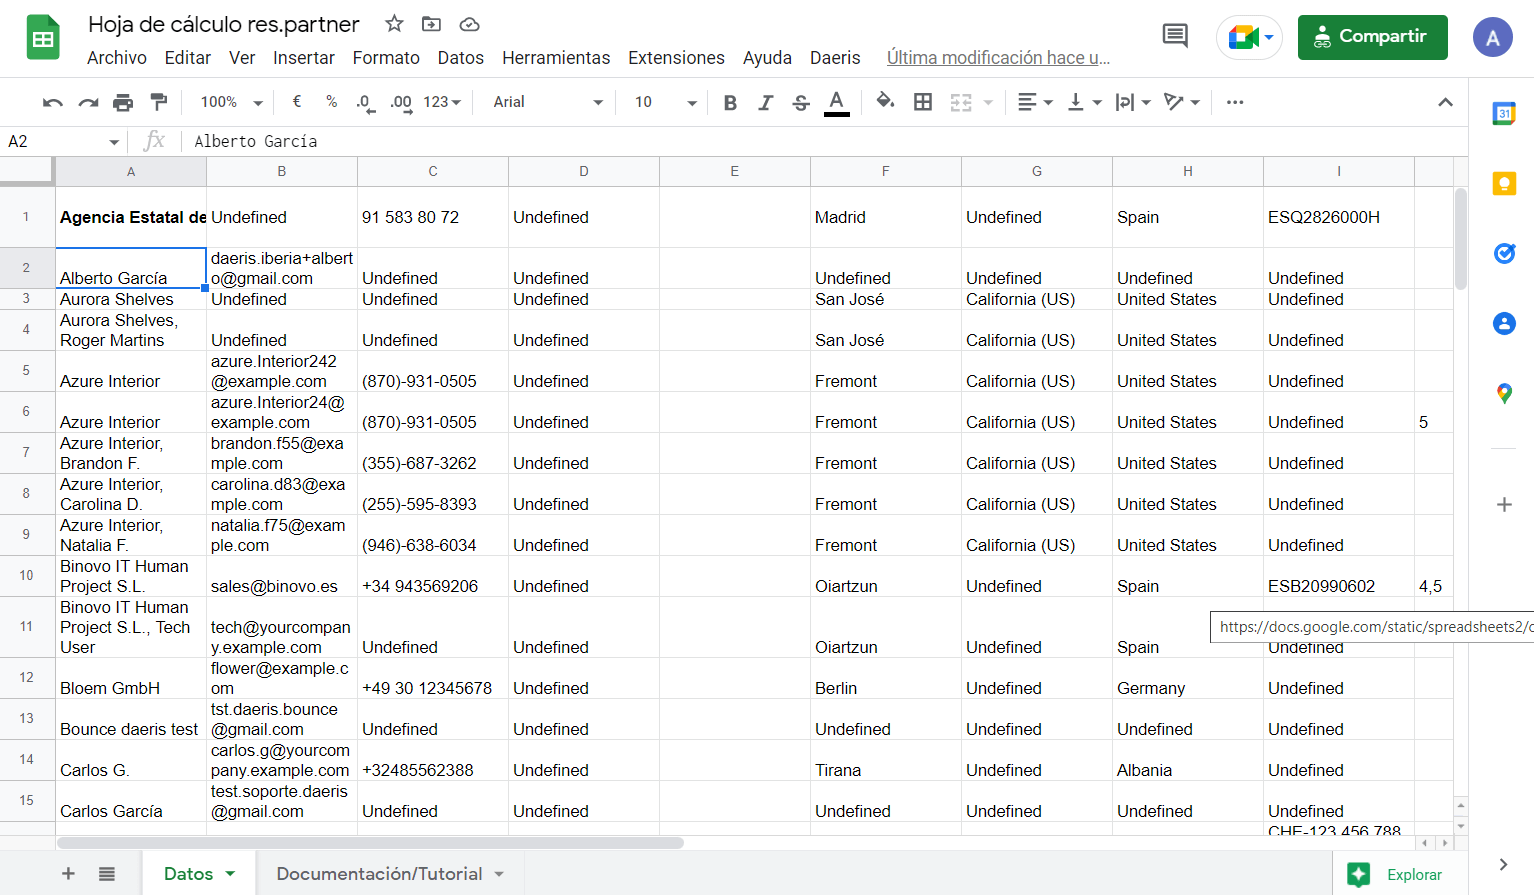 Hoja de cálculo res.partner
Archivo Editar Ver Insertar Formato Datos Herramientas Extensiones Ayuda Daeris Última modificación hace u...
Compartir
A
100% € % .0 .00 123 Arial 10 B I S A
31
A2 fx Alberto García
A B C D E F G H I
1 Agencia Estatal de Undefined 91 583 80 72 Undefined Madrid Undefined Spain ESQ2826000H
daeris.iberia+albert
2 Alberto García o@gmail.com Undefined Undefined Undefined Undefined Undefined Undefined
3 Aurora Shelves Undefined Undefined Undefined San José California (US) United States Undefined
Aurora Shelves,
4 Roger Martins Undefined Undefined Undefined San José California (US) United States Undefined
azure.Interior242
5 Azure Interior @example.com (870)-931-0505 Undefined Fremont California (US) United States Undefined
azure.Interior24@
6 Azure Interior example.com (870)-931-0505 Undefined Fremont California (US) United States Undefined 5
Azure Interior, brandon.f55@exa
7 Brandon F. mple.com (355)-687-3262 Undefined Fremont California (US) United States Undefined
Azure Interior, carolina.d83@exa
8 Carolina D. mple.com (255)-595-8393 Undefined Fremont California (US) United States Undefined
Azure Interior, natalia.f75@exam
9 Natalia F. ple.com (946)-638-6034 Undefined Fremont California (US) United States Undefined
Binovo IT Human
10 Project S.L. sales@binovo.es +34 943569206 Undefined Oiartzun Undefined Spain ESB20990602 4,5
Binovo IT Human
11 Project S.L., Tech tech@yourcompan
User y.example.com Undefined Undefined Oiartzun Undefined Spain Undefined
https://docs.google.com/static/spreadsheets2/c
flower@example.c
12 Bloem GmbH om +49 30 12345678 Undefined Berlin Undefined Germany Undefined
tst.daeris.bounce
13 Bounce daeris test @gmail.com Undefined Undefined Undefined Undefined Undefined Undefined
carlos.g@yourcom
14 Carlos G. pany.example.com +32485562388 Undefined Tirana Undefined Albania Undefined
test.soporte.daeris
15 Carlos García @gmail.com Undefined Undefined Undefined Undefined Undefined Undefined
CHE-123.456.788
Datos Documentación/Tutorial Explorar